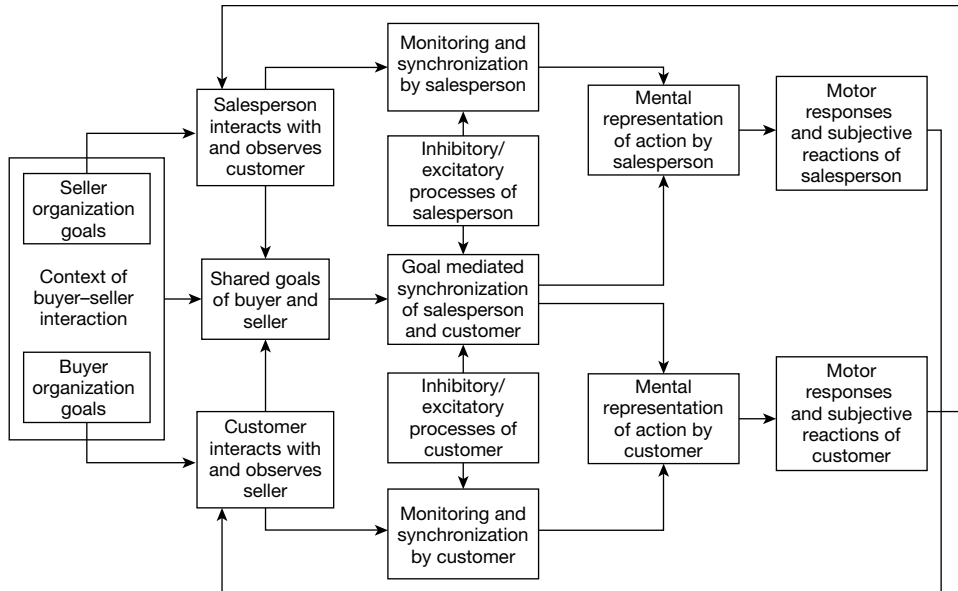 Monitoring and
synchronization
by salesperson
Salesperson
interacts with
and observes
customer
Mental
representation
of action by
salesperson
Motor
responses
and subjective
reactions of
salesperson
Inhibitory/
excitatory
processes of
salesperson
Seller
organization
goals
Context of
buyer–seller
interaction
Shared goals
of buyer and
seller
Goal mediated
synchronization
of salesperson
and customer
Buyer
organization
goals
Inhibitory/
excitatory
processes of
customer
Mental
representation
of action by
customer
Motor
responses
and subjective
reactions of
customer
Customer
interacts with
and observes
seller
Monitoring and
synchronization
by customer